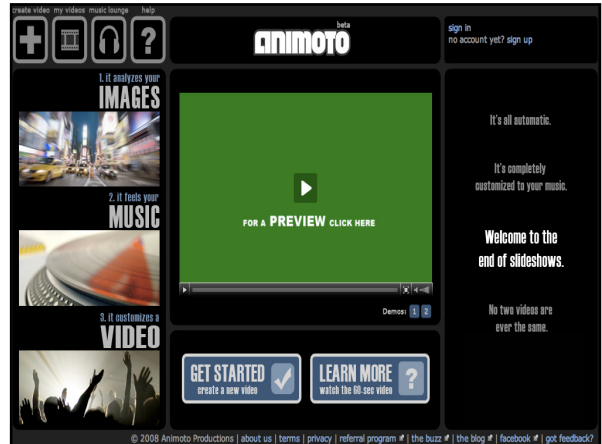 create video my videos music lounge help
beta
animoto
sign in
no account yet? sign up
1. it analyzes your
IMAGES
2. it feels your
MUSIC
3. it customizes a
VIDEO
FOR A PREVIEW CLICK HERE
Demos: 1 2
GET STARTED
create a new video
LEARN MORE
watch the 60-sec video
?
It's all automatic.
It's completely
customized to your music.
Welcome to the
end of slideshows.
No two videos are
ever the same.
© 2008 Animoto Productions | about us | terms | privacy | referral program | the buzz | the blog | facebook | got feedback?